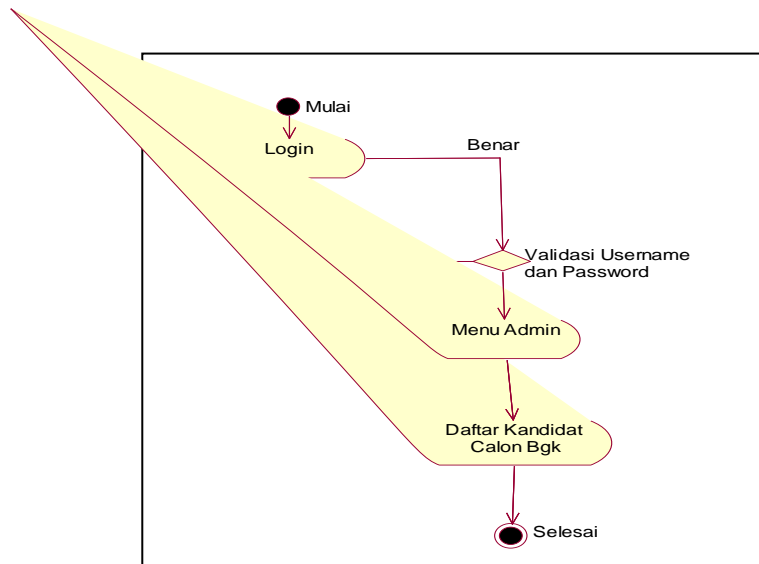 Mulai
Login
Benar
Validasi Username
dan Password
Menu Admin
Daftar Kandidat
Calon Bgk
Selesai